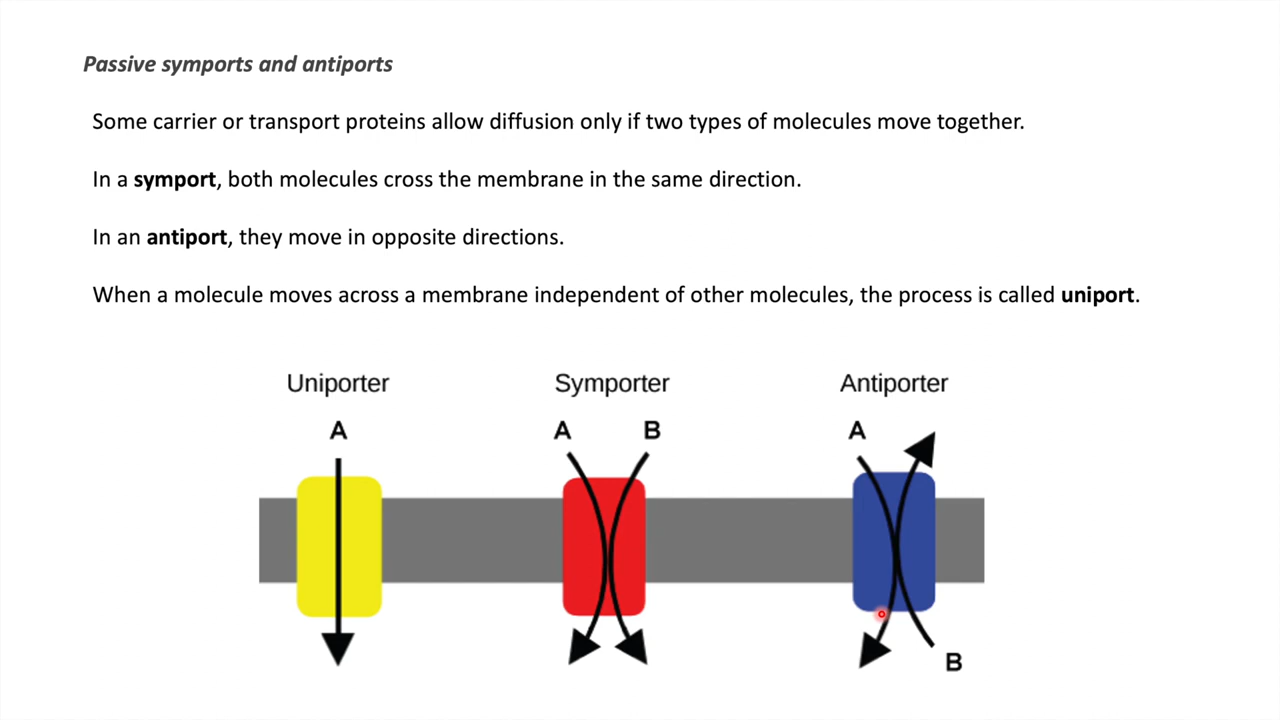 Passive symports and antiports
Some carrier or transport proteins allow diffusion only if two types of molecules move together.
In a symport, both molecules cross the membrane in the same direction.
In an antiport, they move in opposite directions.
When a molecule moves across a membrane independent of other molecules, the process is called uniport.
Uniporter Symporter Antiporter
A A B A
B